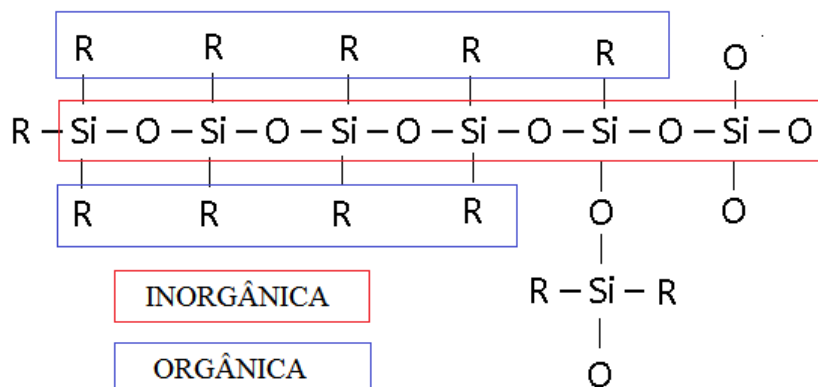 R R R R R O
R – Si – O – Si – O – Si – O – Si – O – Si – O – Si – O
R R R R O O
R – Si – R
INORGÂNICA
ORGÂNICA
O